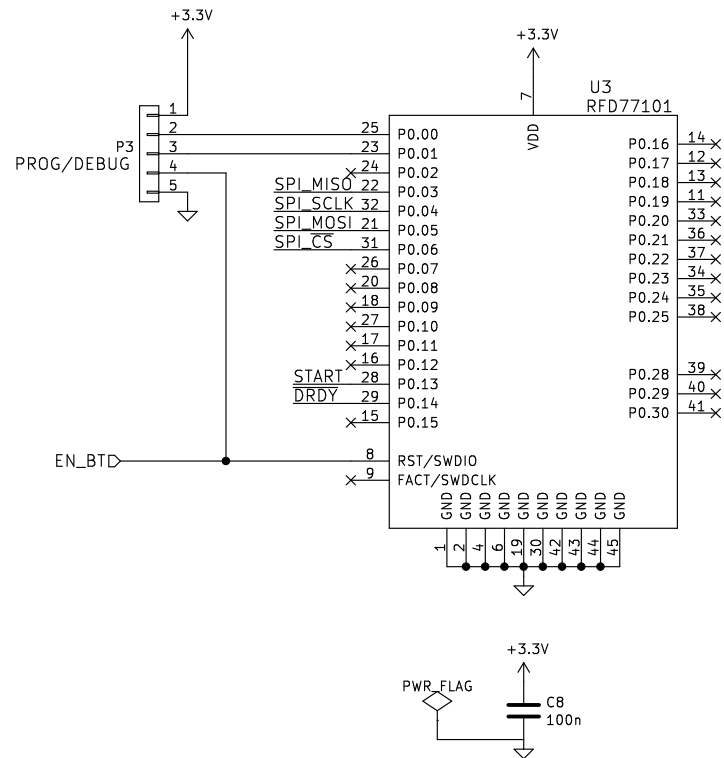 +3.3V
+3.3V
U3
RFD77101
7
VDD
P3
PROG/DEBUG
1
2
3
4
5
25 P0.00
23 P0.01
24 P0.02
SPI_MISO 22 P0.03
SPI_SCLK 32 P0.04
SPI_MOSI 21 P0.05
SPI_CS 31 P0.06
26 P0.07
20 P0.08
18 P0.09
27 P0.10
17 P0.11
16 P0.12
START 28 P0.13
DRDY 29 P0.14
15 P0.15
EN_BT 8 RST/SWDIO
9 FACT/SWDCLK
P0.16 14
P0.17 12
P0.18 13
P0.19 11
P0.20 33
P0.21 36
P0.22 37
P0.23 34
P0.24 35
P0.25 38
P0.28 39
P0.29 40
P0.30 41
GND GND GND GND GND GND GND GND GND GND
1 2 4 6 19 30 42 43 44 45
+3.3V
PWR_FLAG
C8
100n